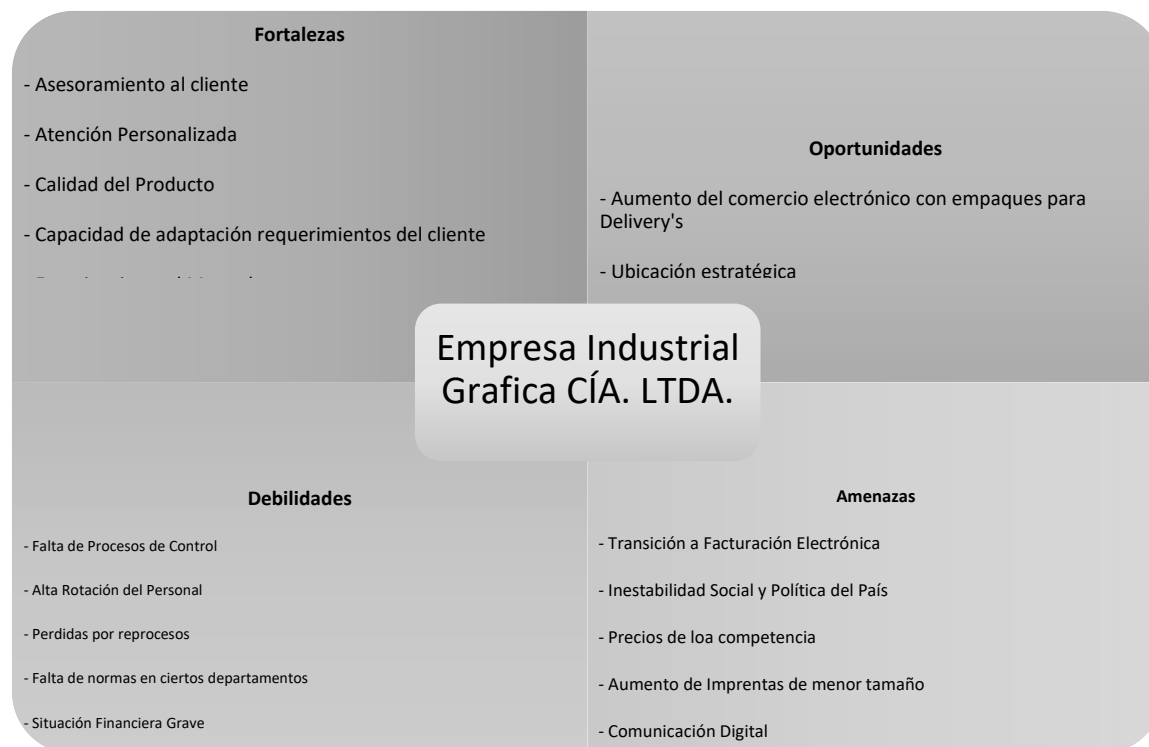 Fortalezas
- Asesoramiento al cliente
- Atención Personalizada
- Calidad del Producto
- Capacidad de adaptación requerimientos del cliente
Oportunidades
- Aumento del comercio electrónico con empaques para
Delivery's
- Ubicación estratégica
Empresa Industrial
Grafica CÍA. LTDA.
Debilidades
- Falta de Procesos de Control
- Alta Rotación del Personal
- Perdidas por reprocesos
- Falta de normas en ciertos departamentos
- Situación Financiera Grave
Amenazas
- Transición a Facturación Electrónica
- Inestabilidad Social y Política del País
- Precios de loa competencia
- Aumento de Imprentas de menor tamaño
- Comunicación Digital